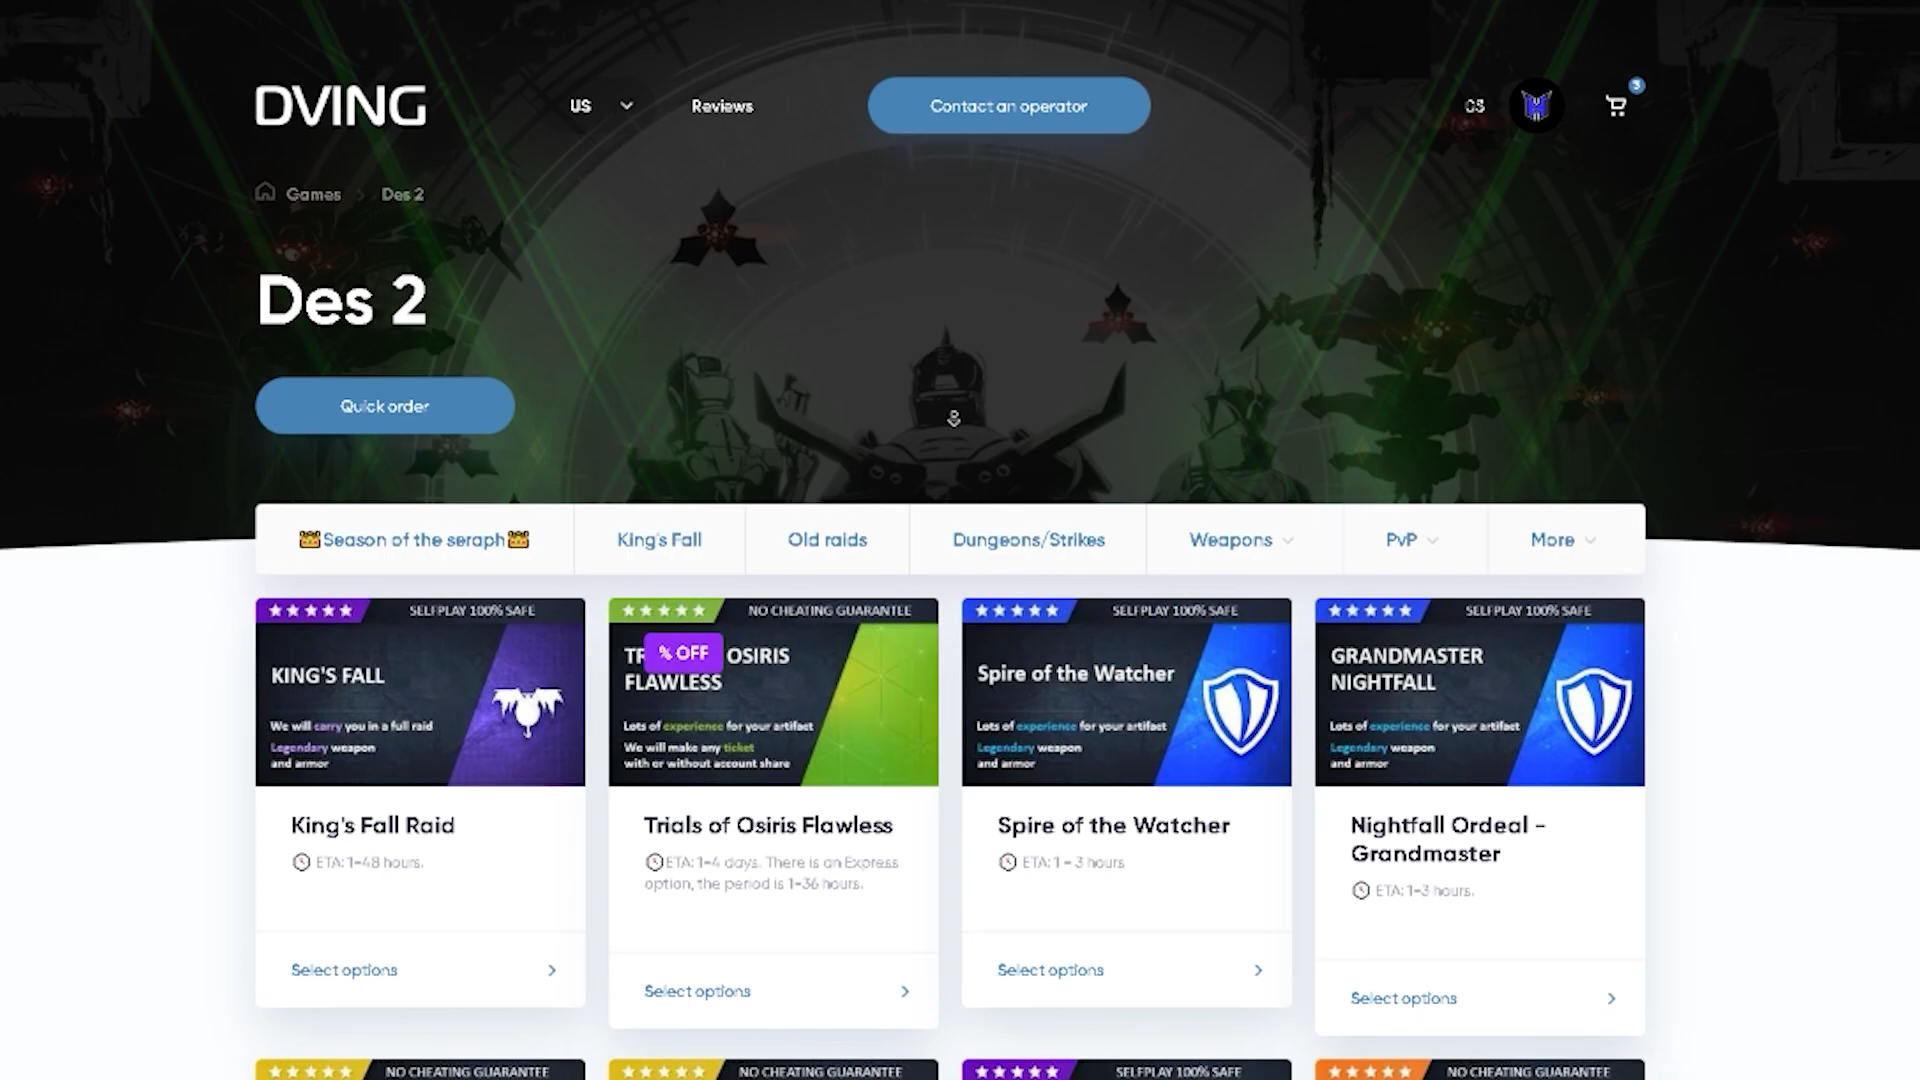 DVING
US
Reviews
Contact an operator
3
Games
Des 2
Des 2
Quick order
Season of the seraph
King's Fall
Old raids
Dungeons/Strikes
Weapons
PvP
More
SELFPLAY 100% SAFE
KING'S FALL
We will carry you in a full raid
Legendary weapon
and armor
King's Fall Raid
ETA: 1-48 hours.
Select options
NO CHEATING GUARANTEE
% OFF
OSIRIS
FLAWLESS
Lots of experience for your artifact
We will make any ticket
with or without account share
Trials of Osiris Flawless
ETA: 1-4 days. There is an Express
option, the period is 1-36 hours.
Select options
SELFPLAY 100% SAFE
Spire of the Watcher
Lots of experience for your artifact
Legendary weapon
and armor
Spire of the Watcher
ETA: 1 - 3 hours
Select options
SELFPLAY 100% SAFE
GRANDMASTER
NIGHTFALL
Lots of experience for your artifact
Legendary weapon
and armor
Nightfall Ordeal -
Grandmaster
ETA: 1-3 hours.
Select options
NO CHEATING GUARANTEE
NO CHEATING GUARANTEE
SELFPLAY 100% SAFE
NO CHEATING GUARANTEE